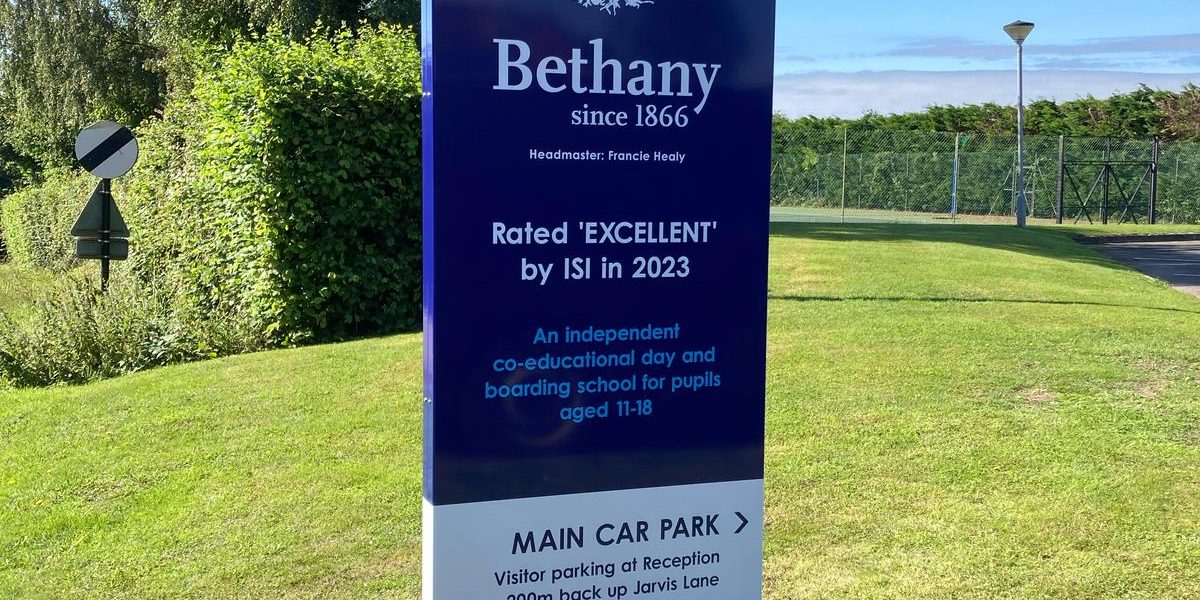 Bethany
since 1866
Headmaster: Francie Healy
Rated 'EXCELLENT'
by ISI in 2023
An independent
co-educational day and
boarding school for pupils
aged 11-18
MAIN CAR PARK >
Visitor parking at Reception
200m back up Jarvis Lane